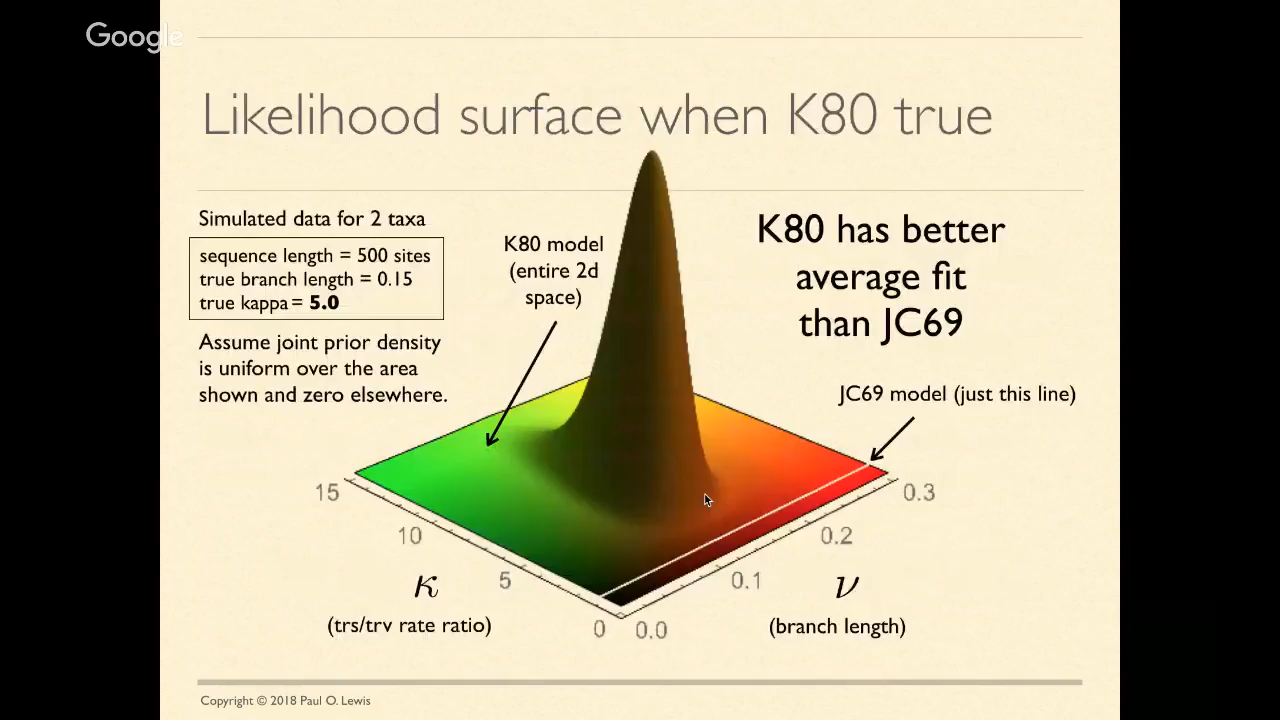 Google
Likelihood surface when K80 true
Simulated data for 2 taxa
sequence length = 500 sites
true branch length = 0.15
true kappa = 5.0
Assume joint prior density
is uniform over the area
shown and zero elsewhere.
K80 model
(entire 2d
space)
K80 has better
average fit
than JC69
JC69 model (just this line)
15
10
5
0
κ
(trs/trv rate ratio)
0.0
0.1
0.2
0.3
ν
(branch length)
Copyright © 2018 Paul O. Lewis